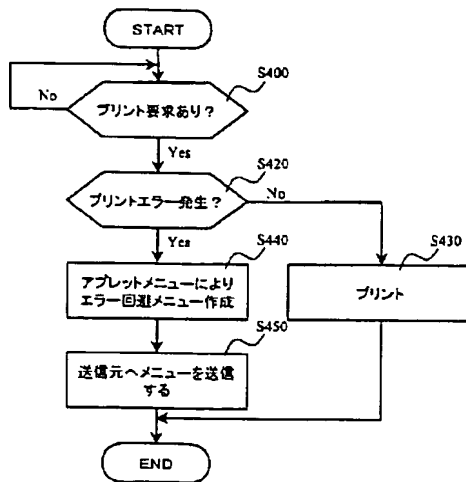 START
S400
No
プリント要求あり？
Yes
S420
プリントエラー発生？
No
Yes
S440
S430
アプレットメニューにより
エラー回避メニュー作成
プリント
S450
送信元へメニューを送信
する
END